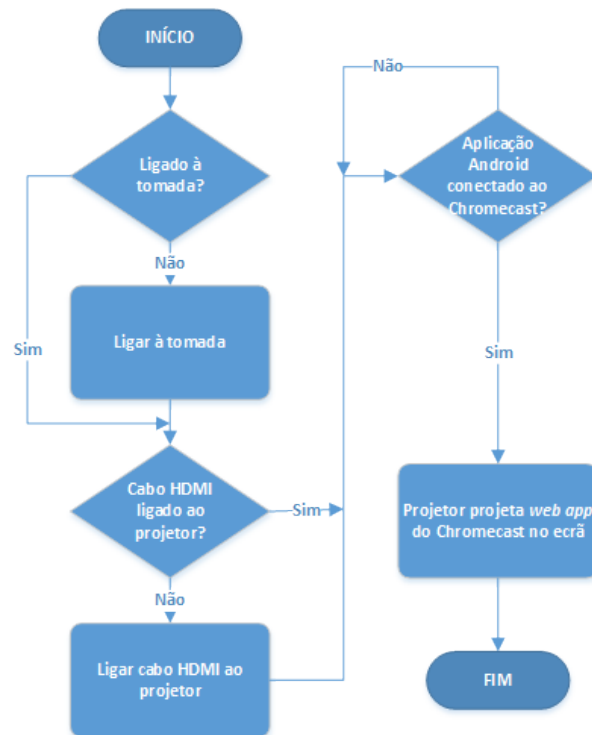 INÍCIO
Ligado à
tomada?
Não
Sim
Ligar à tomada
Cabo HDMI
ligado ao
projetor?
Sim
Não
Ligar cabo HDMI ao
projetor
Não
Aplicação
Android
conectado ao
Chromecast?
Sim
Projetor projeta web app
do Chromecast no ecrã
FIM